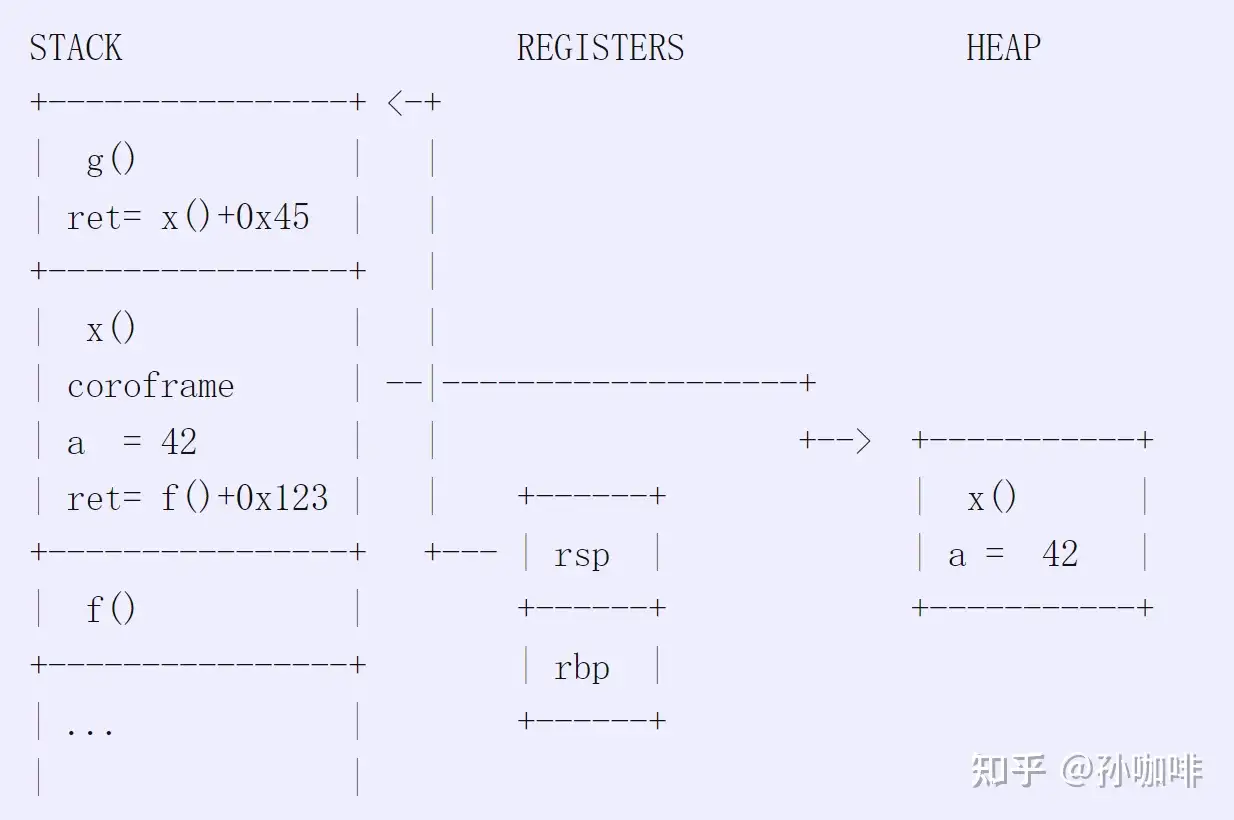 STACK REGISTERS HEAP
+----------------+ <-+
| g() | |
| ret= x()+0x45 | |
+----------------+ |
| x() | |
| coroframe | --|-------------------+
| a = 42 | | +--> +-----------+
| ret= f()+0x123 | | +------+ | x() |
+----------------+ +--- | rsp | | a = 42 |
| f() | +------+ +-----------+
+----------------+ | rbp |
| ... | +------+
| |
知乎 @孙咖啡